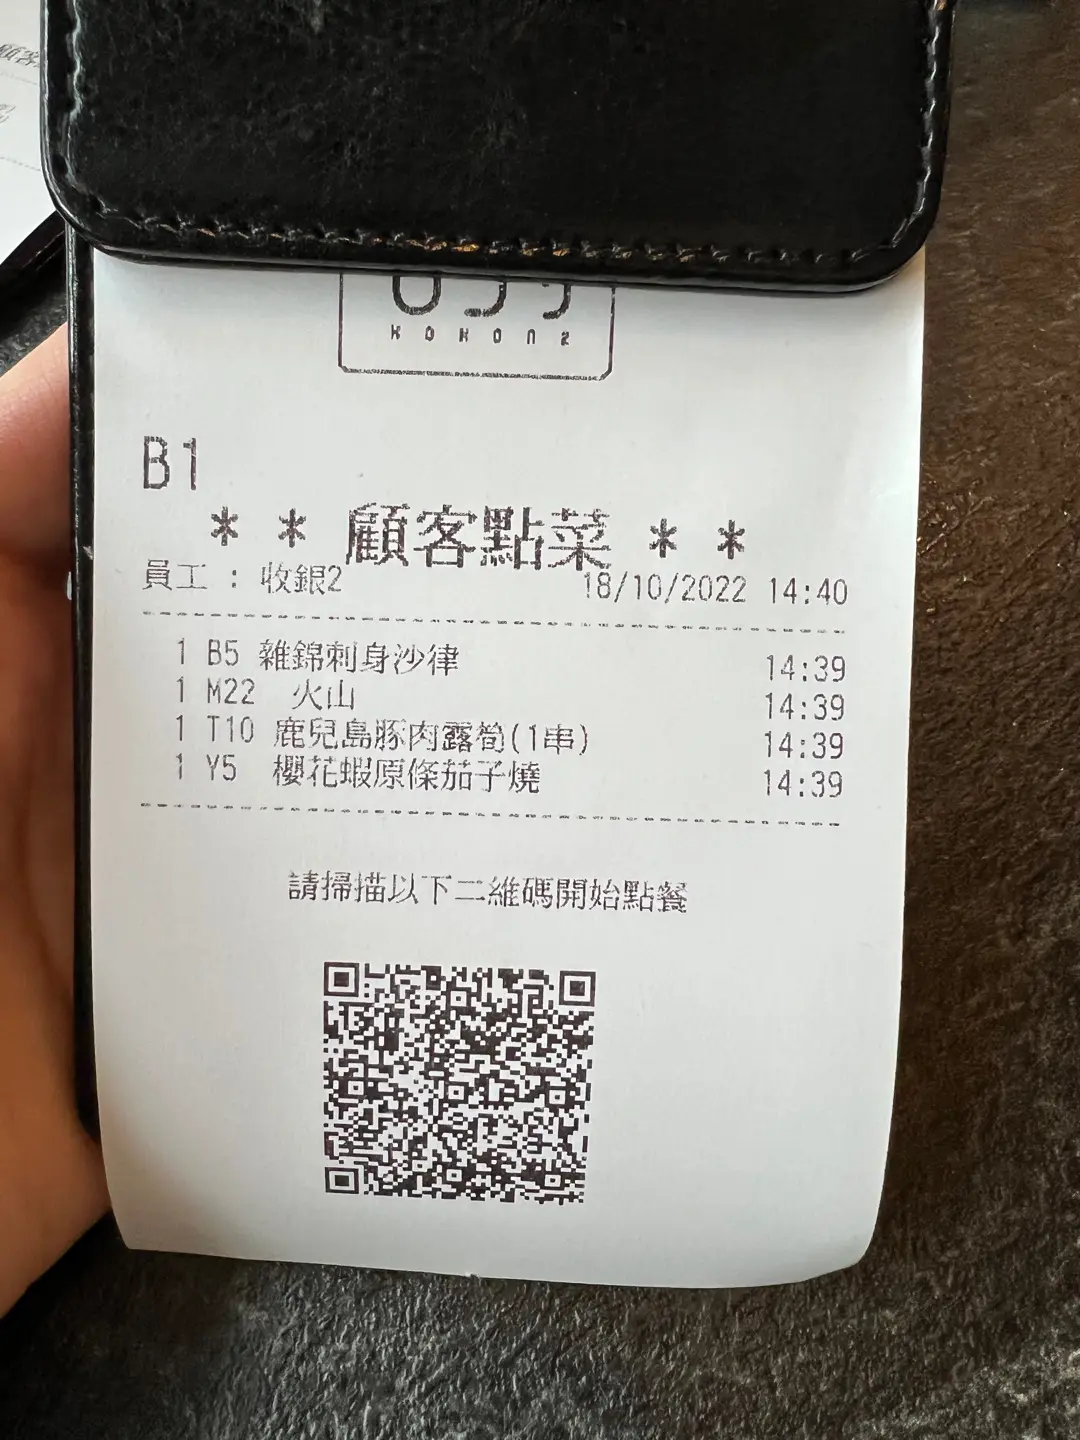 KOKON2
B1
* * 顧客點菜 * *
員工 : 收銀2 18/10/2022 14:40
1 B5 雜錦刺身沙律 14:39
1 M22 火山 14:39
1 T10 鹿兒島豚肉露筍(1串) 14:39
1 Y5 櫻花蝦原條茄子燒 14:39
請掃描以下二維碼開始點餐